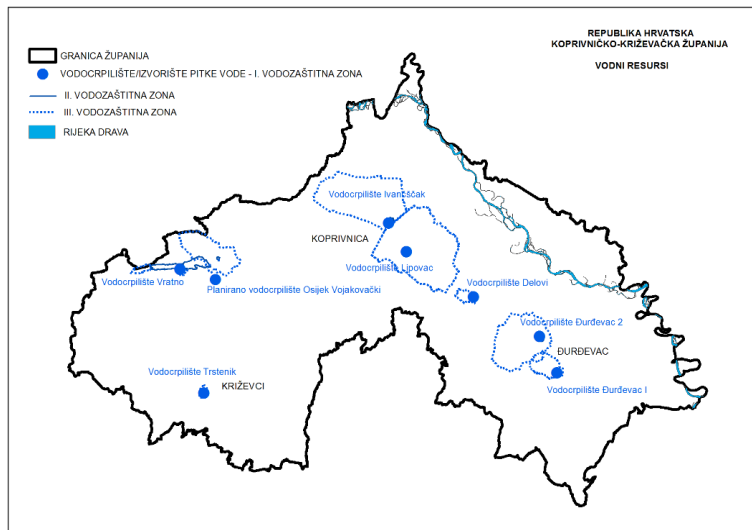 REPUBLIKA HRVATSKA
KOPRIVNIČKO-KRIŽEVAČKA ŽUPANIJA
VODNI RESURSI
GRANICA ŽUPANIJA
VODOCRPILIŠTE/IZVORIŠTE PITKE VODE - I. VODOZAŠTITNA ZONA
II. VODOZAŠTITNA ZONA
III. VODOZAŠTITNA ZONA
RIJEKA DRAVA
Vodocrpilište Ivanščak
KOPRIVNICA
Vodocrpilište Lipovac
Vodocrpilište Vratno
Planirano vodocrpilište Osijek Vojakovački
Vodocrpilište Delovi
Vodocrpilište Đurđevac 2
ĐURĐEVAC
Vodocrpilište Đurđevac I
Vodocrpilište Trstenik
KRIŽEVCI